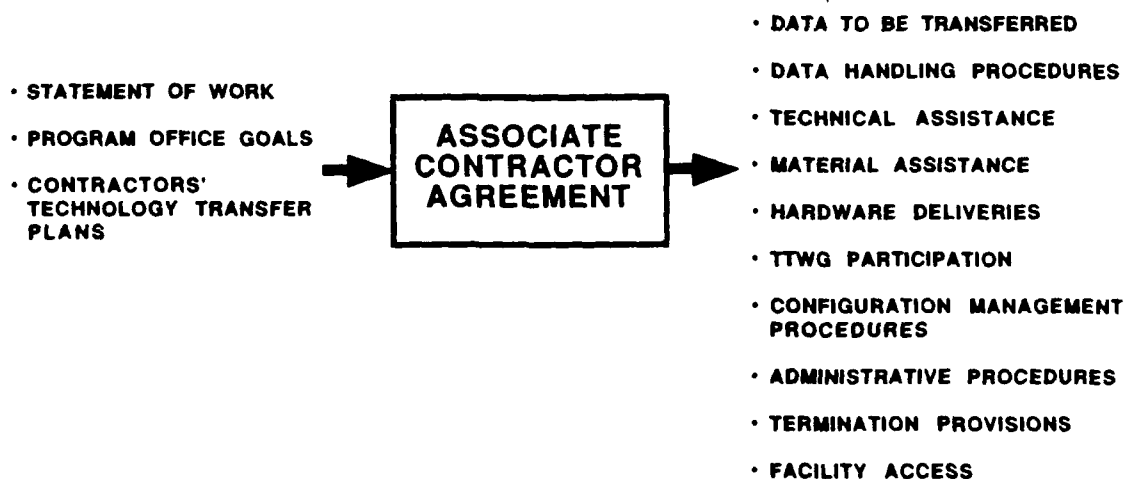 • STATEMENT OF WORK
• PROGRAM OFFICE GOALS
• CONTRACTORS'
TECHNOLOGY TRANSFER
PLANS
ASSOCIATE
CONTRACTOR
AGREEMENT
• DATA TO BE TRANSFERRED
• DATA HANDLING PROCEDURES
• TECHNICAL ASSISTANCE
• MATERIAL ASSISTANCE
• HARDWARE DELIVERIES
• TTWG PARTICIPATION
• CONFIGURATION MANAGEMENT
PROCEDURES
• ADMINISTRATIVE PROCEDURES
• TERMINATION PROVISIONS
• FACILITY ACCESS